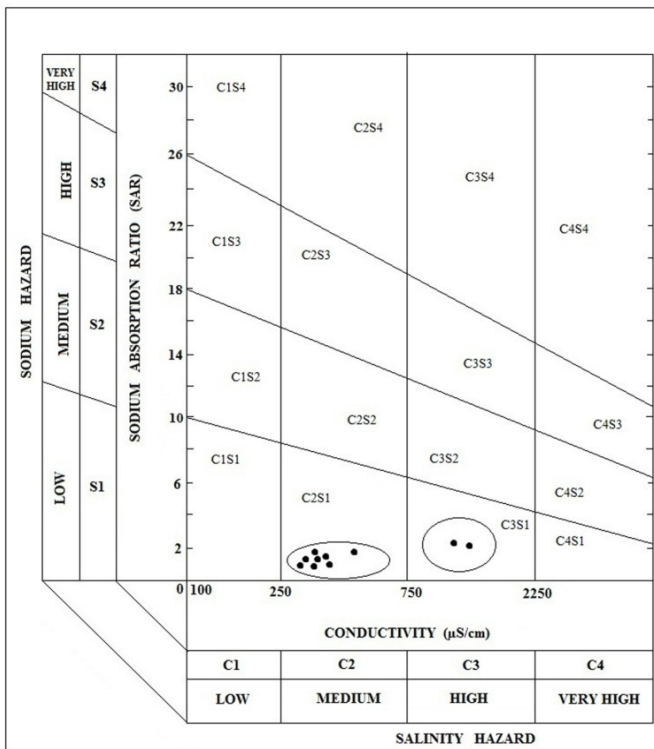 VERY
HIGH
S4
HIGH
S3
MEDIUM
S2
LOW
S1
SODIUM HAZARD
SODIUM ABSORPTION RATIO (SAR)
30
26
22
18
14
10
6
2
0
C1S4
C2S4
C3S4
C4S4
C1S3
C2S3
C3S3
C4S3
C1S2
C2S2
C3S2
C4S2
C1S1
C2S1
C3S1
C4S1
100
250
750
2250
CONDUCTIVITY (µS/cm)
C1
C2
C3
C4
LOW
MEDIUM
HIGH
VERY HIGH
SALINITY HAZARD